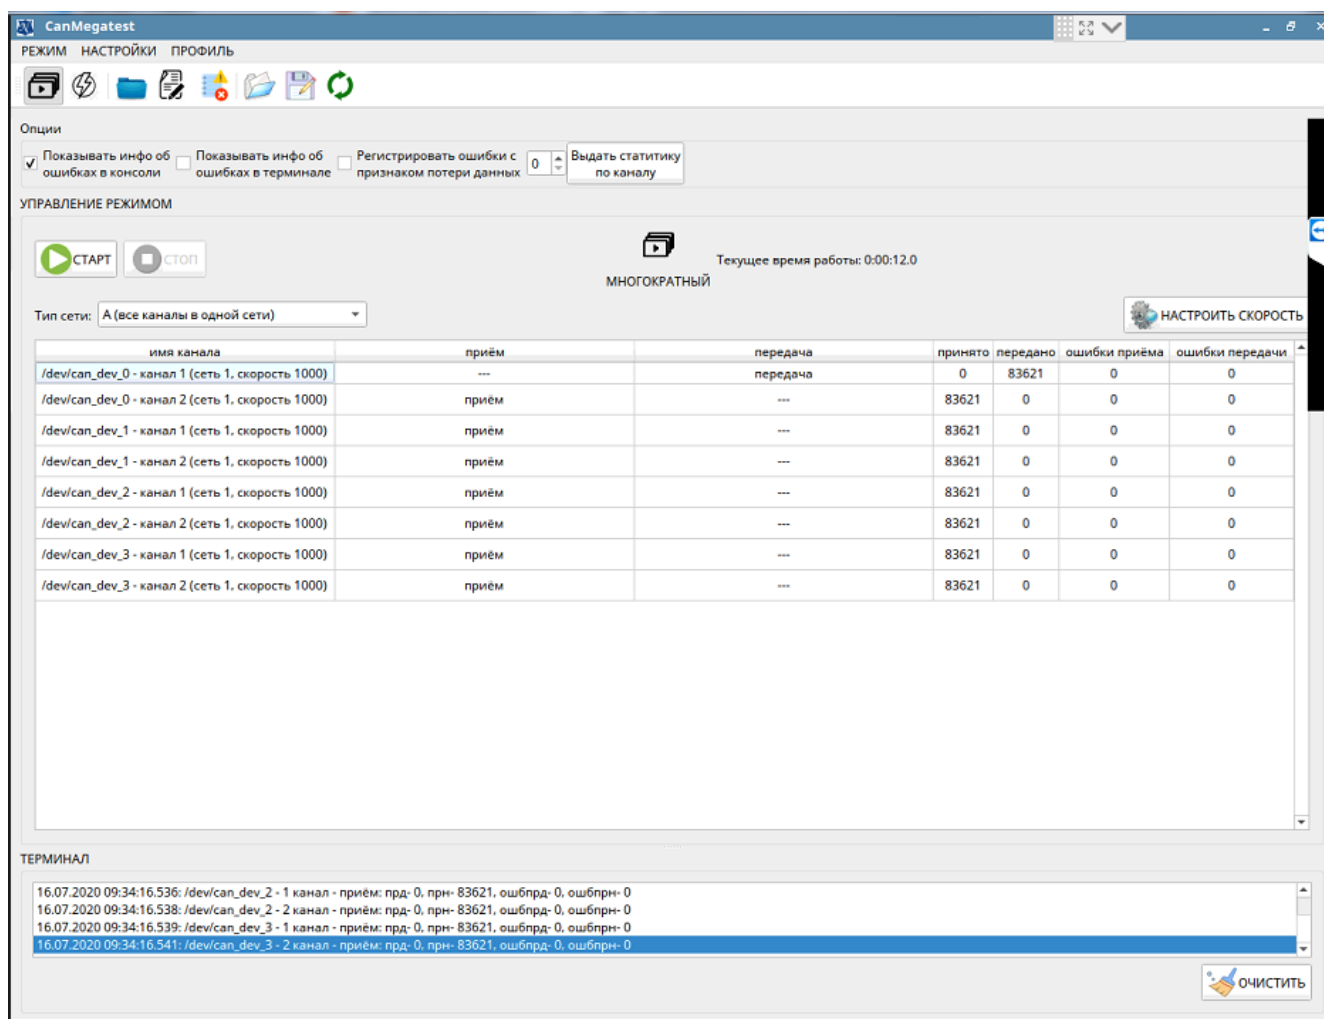 CanMegatest
РЕЖИМ НАСТРОЙКИ ПРОФИЛЬ
Опции
Показывать инфо об ошибках в консоли
Показывать инфо об ошибках в терминале
Регистрировать ошибки с признаком потери данных
0
Выдать статитику по каналу
УПРАВЛЕНИЕ РЕЖИМОМ
СТАРТ
СТОП
МНОГОКРАТНЫЙ
Текущее время работы: 0:00:12.0
Тип сети: A (все каналы в одной сети)
НАСТРОИТЬ СКОРОСТЬ
имя канала приём передача принято передано ошибки приёма ошибки передачи
/dev/can_dev_0 - канал 1 (сеть 1, скорость 1000) --- передача 0 83621 0 0
/dev/can_dev_0 - канал 2 (сеть 1, скорость 1000) приём --- 83621 0 0 0
/dev/can_dev_1 - канал 1 (сеть 1, скорость 1000) приём --- 83621 0 0 0
/dev/can_dev_1 - канал 2 (сеть 1, скорость 1000) приём --- 83621 0 0 0
/dev/can_dev_2 - канал 1 (сеть 1, скорость 1000) приём --- 83621 0 0 0
/dev/can_dev_2 - канал 2 (сеть 1, скорость 1000) приём --- 83621 0 0 0
/dev/can_dev_3 - канал 1 (сеть 1, скорость 1000) приём --- 83621 0 0 0
/dev/can_dev_3 - канал 2 (сеть 1, скорость 1000) приём --- 83621 0 0 0
ТЕРМИНАЛ
16.07.2020 09:34:16.536: /dev/can_dev_2 - 1 канал - приём: прд- 0, прн- 83621, ошбпрд- 0, ошбпрн- 0
16.07.2020 09:34:16.538: /dev/can_dev_2 - 2 канал - приём: прд- 0, прн- 83621, ошбпрд- 0, ошбпрн- 0
16.07.2020 09:34:16.539: /dev/can_dev_3 - 1 канал - приём: прд- 0, прн- 83621, ошбпрд- 0, ошбпрн- 0
16.07.2020 09:34:16.541: /dev/can_dev_3 - 2 канал - приём: прд- 0, прн- 83621, ошбпрд- 0, ошбпрн- 0
ОЧИСТИТЬ